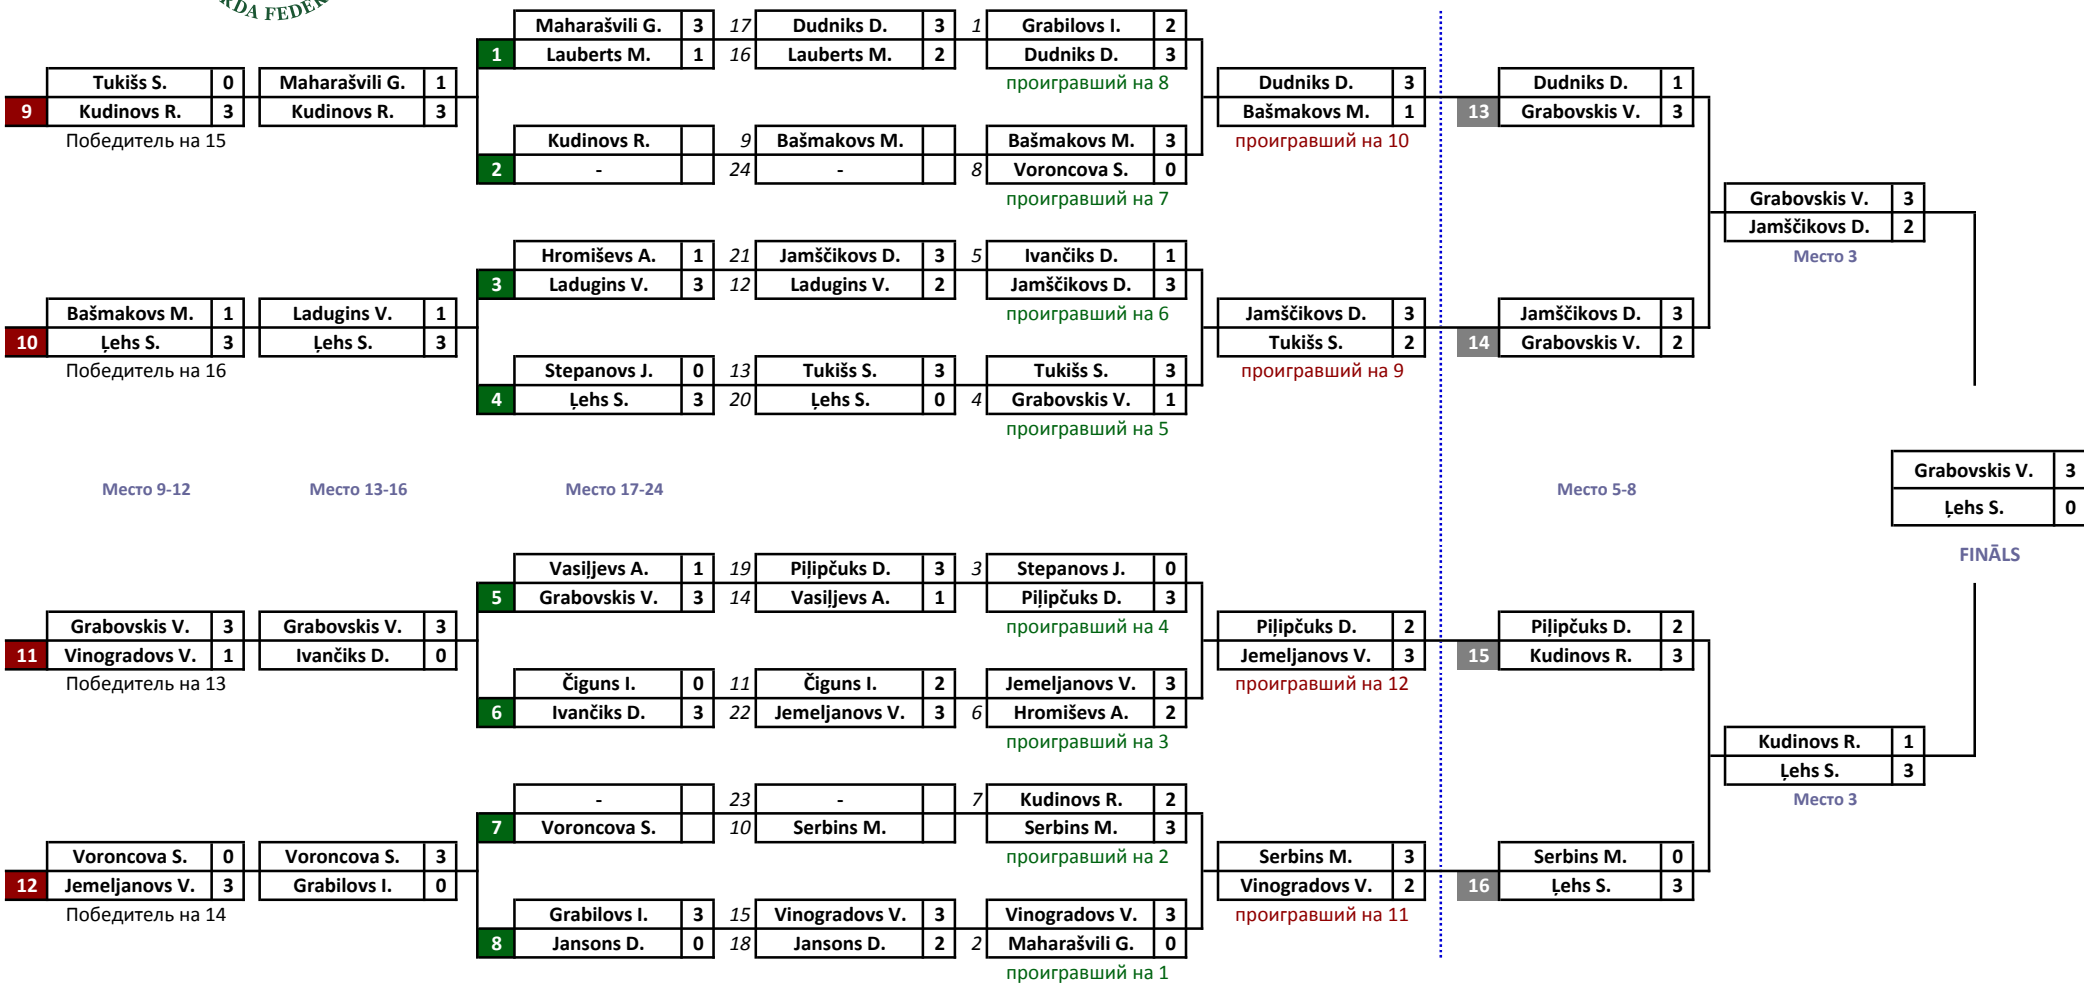 RDA FEDER
Maharašvili G. 3 17 Dudniks D. 3 1 Grabilovs I. 2
1 Lauberts M. 1 16 Lauberts M. 2 Dudniks D. 3
Tukišs S. 0 Maharašvili G. 1 проигравший на 8 Dudniks D. 3 Dudniks D. 1
9 Kudinovs R. 3 Kudinovs R. 3 Bašmakovs M. 1 13 Grabovskis V. 3
Победитель на 15 Kudinovs R. 9 Bašmakovs M. Bašmakovs M. 3 проигравший на 10
2 - 24 - 8 Voroncova S. 0
проигравший на 7 Grabovskis V. 3
Jamščikovs D. 2
Hromiševs A. 1 21 Jamščikovs D. 3 5 Ivančiks D. 1 Место 3
3 Ladugins V. 3 12 Ladugins V. 2 Jamščikovs D. 3
Bašmakovs M. 1 Ladugins V. 1 проигравший на 6 Jamščikovs D. 3 Jamščikovs D. 3
10 Ļehs S. 3 Ļehs S. 3 Tukišs S. 2 14 Grabovskis V. 2
Победитель на 16 Stepanovs J. 0 13 Tukišs S. 3 Tukišs S. 3 проигравший на 9
4 Ļehs S. 3 20 Ļehs S. 0 4 Grabovskis V. 1
проигравший на 5
Grabovskis V. 3
Место 9-12 Место 13-16 Место 17-24 Место 5-8
Ļehs S. 0
FINĀLS
Vasiļjevs A. 1 19 Piļipčuks D. 3 3 Stepanovs J. 0
5 Grabovskis V. 3 14 Vasiļjevs A. 1 Piļipčuks D. 3
Grabovskis V. 3 Grabovskis V. 3 проигравший на 4 Piļipčuks D. 2 Piļipčuks D. 2
11 Vinogradovs V. 1 Ivančiks D. 0 Jemeljanovs V. 3 15 Kudinovs R. 3
Победитель на 13 Čiguns I. 0 11 Čiguns I. 2 Jemeljanovs V. 3 проигравший на 12
6 Ivančiks D. 3 22 Jemeljanovs V. 3 6 Hromiševs A. 2
проигравший на 3 Kudinovs R. 1
Ļehs S. 3
- 23 - 7 Kudinovs R. 2 Место 3
7 Voroncova S. 10 Serbins M. Serbins M. 3
Voroncova S. 0 Voroncova S. 3 проигравший на 2 Serbins M. 3 Serbins M. 0
12 Jemeljanovs V. 3 Grabilovs I. 0 Vinogradovs V. 2 16 Ļehs S. 3
Победитель на 14 Grabilovs I. 3 15 Vinogradovs V. 3 Vinogradovs V. 3 проигравший на 11
8 Jansons D. 0 18 Jansons D. 2 2 Maharašvili G. 0
проигравший на 1